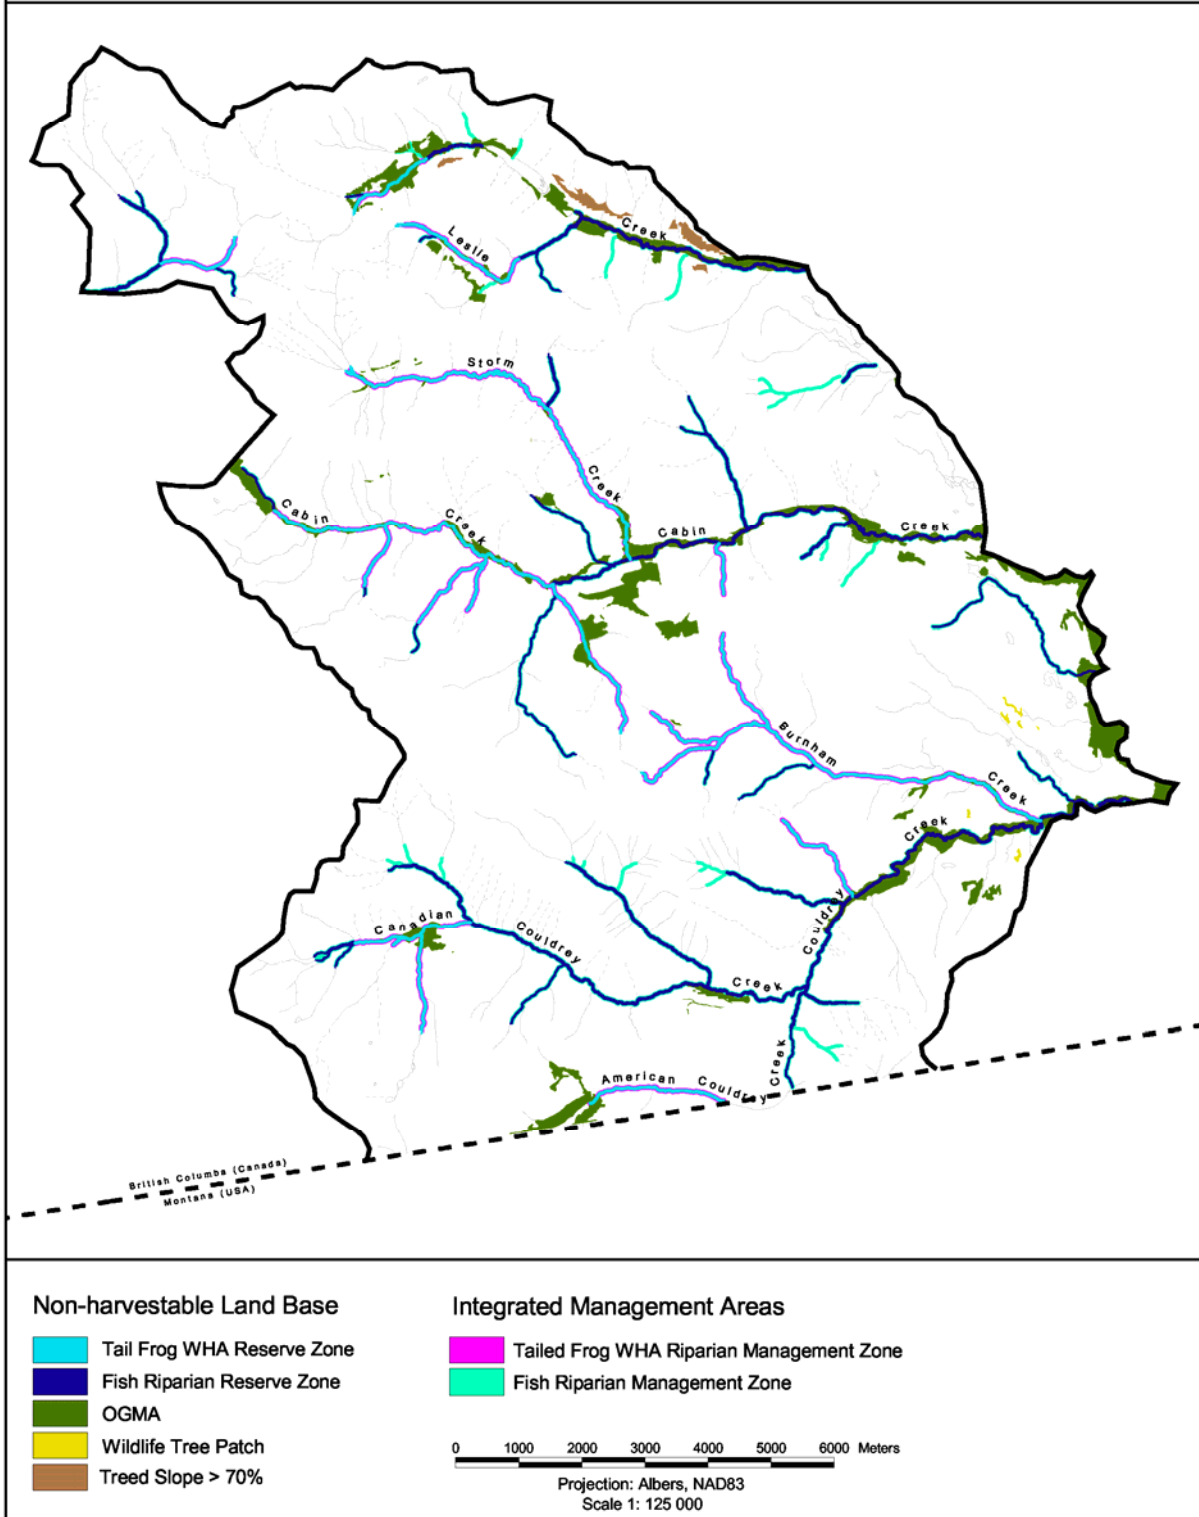 Creek
Leslie
Storm
Creek
Cabin
Creek
Cabin
Creek
Burnham
Creek
Creek
Couldrey
Canadian
Couldrey
Creek
Creek
American Couldrey
British Columba (Canada)
Montana (USA)
Non-harvestable Land Base
Tail Frog WHA Reserve Zone
Fish Riparian Reserve Zone
OGMA
Wildlife Tree Patch
Treed Slope > 70%
Integrated Management Areas
Tailed Frog WHA Riparian Management Zone
Fish Riparian Management Zone
0 1000 2000 3000 4000 5000 6000 Meters
Projection: Albers, NAD83
Scale 1: 125 000